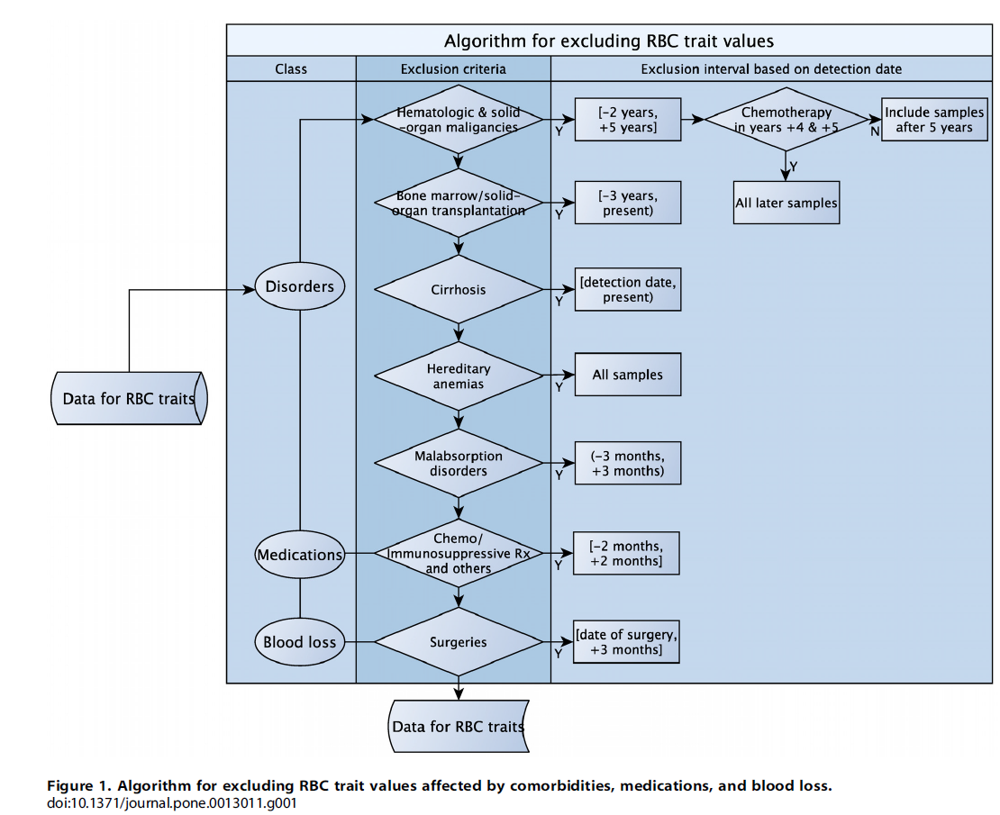 Algorithm for excluding RBC trait values
Class
Exclusion criteria
Exclusion interval based on detection date
Hematologic & solid
-organ maligancies
Y
[-2 years,
+5 years]
Chemotherapy
in years +4 & +5
N
Include samples
after 5 years
Y
All later samples
Bone marrow/solid-
organ transplantation
Y
[-3 years,
present)
Disorders
Cirrhosis
Y
[detection date,
present)
Data for RBC traits
Hereditary
anemias
Y
All samples
Malabsorption
disorders
Y
(-3 months,
+3 months)
Medications
Chemo/
Immunosuppressive Rx
and others
Y
[-2 months,
+2 months]
Blood loss
Surgeries
Y
[date of surgery,
+3 months]
Data for RBC traits
Figure 1. Algorithm for excluding RBC trait values affected by comorbidities, medications, and blood loss.
doi:10.1371/journal.pone.0013011.g001